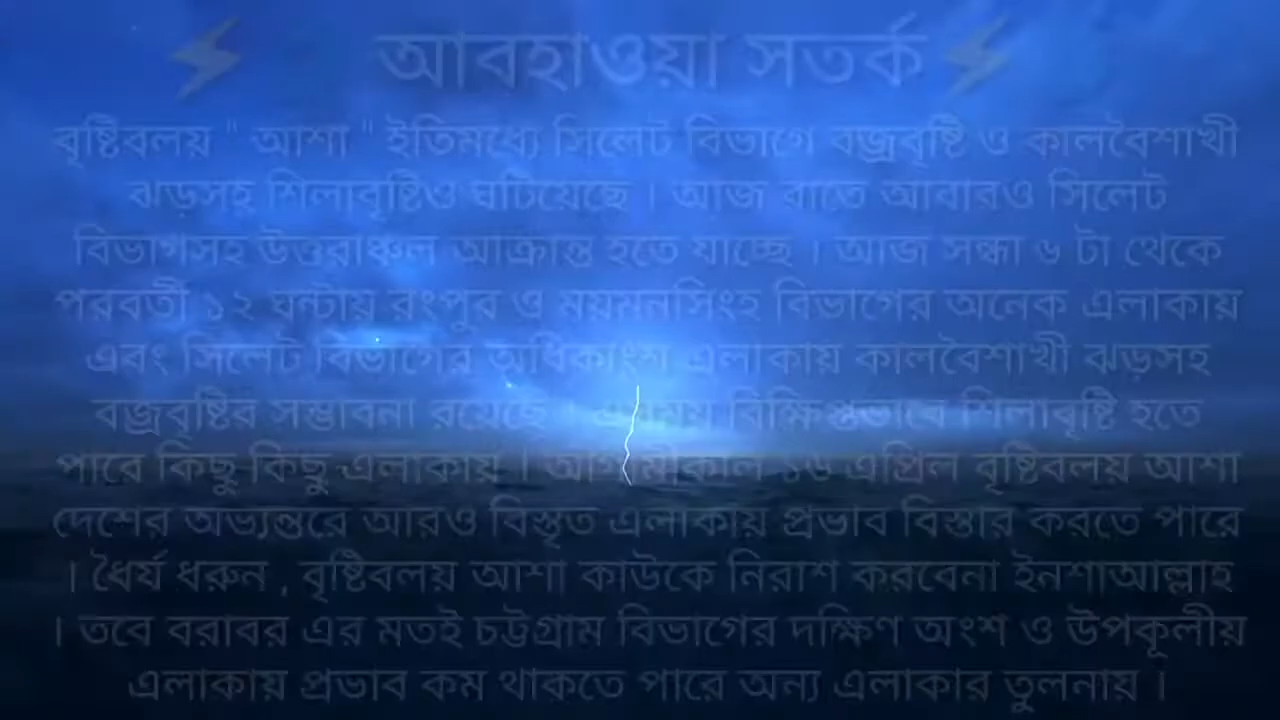 ⚡ আবহাওয়া সতর্ক ⚡
বৃষ্টিবলয় " আশা " ইতিমধ্যে সিলেট বিভাগে বজ্রবৃষ্টি ও কালবৈশাখী
ঝড়সহ শিলাবৃষ্টিও ঘটিয়েছে । আজ রাতে আবারও সিলেট
বিভাগসহ উত্তরাঞ্চল আক্রান্ত হতে যাচ্ছে । আজ সন্ধা ৬ টা থেকে
পরবর্তী ১২ ঘন্টায় রংপুর ও ময়মনসিংহ বিভাগের অনেক এলাকায়
এবং সিলেট বিভাগের অধিকাংশ এলাকায় কালবৈশাখী ঝড়সহ
বজ্রবৃষ্টির সম্ভাবনা রয়েছে । এসময় বিক্ষিপ্তভাবে শিলাবৃষ্টি হতে
পারে কিছু কিছু এলাকায় । আগামীকাল এপ্রিল বৃষ্টিবলয় আশা
দেশের অভ্যন্তরে আরও বিস্তৃত এলাকায় প্রভাব বিস্তার করতে পারে
। ধৈর্য ধরুন , বৃষ্টিবলয় আশা কাউকে নিরাশ করবেনা ইনশাআল্লাহ
। তবে বরাবর এর মতই চট্টগ্রাম বিভাগের দাক্ষিণ অংশ ও উপকূলীয়
এলাকায় প্রভাব কম থাকতে পারে অন্য এলাকার তুলনায় ।